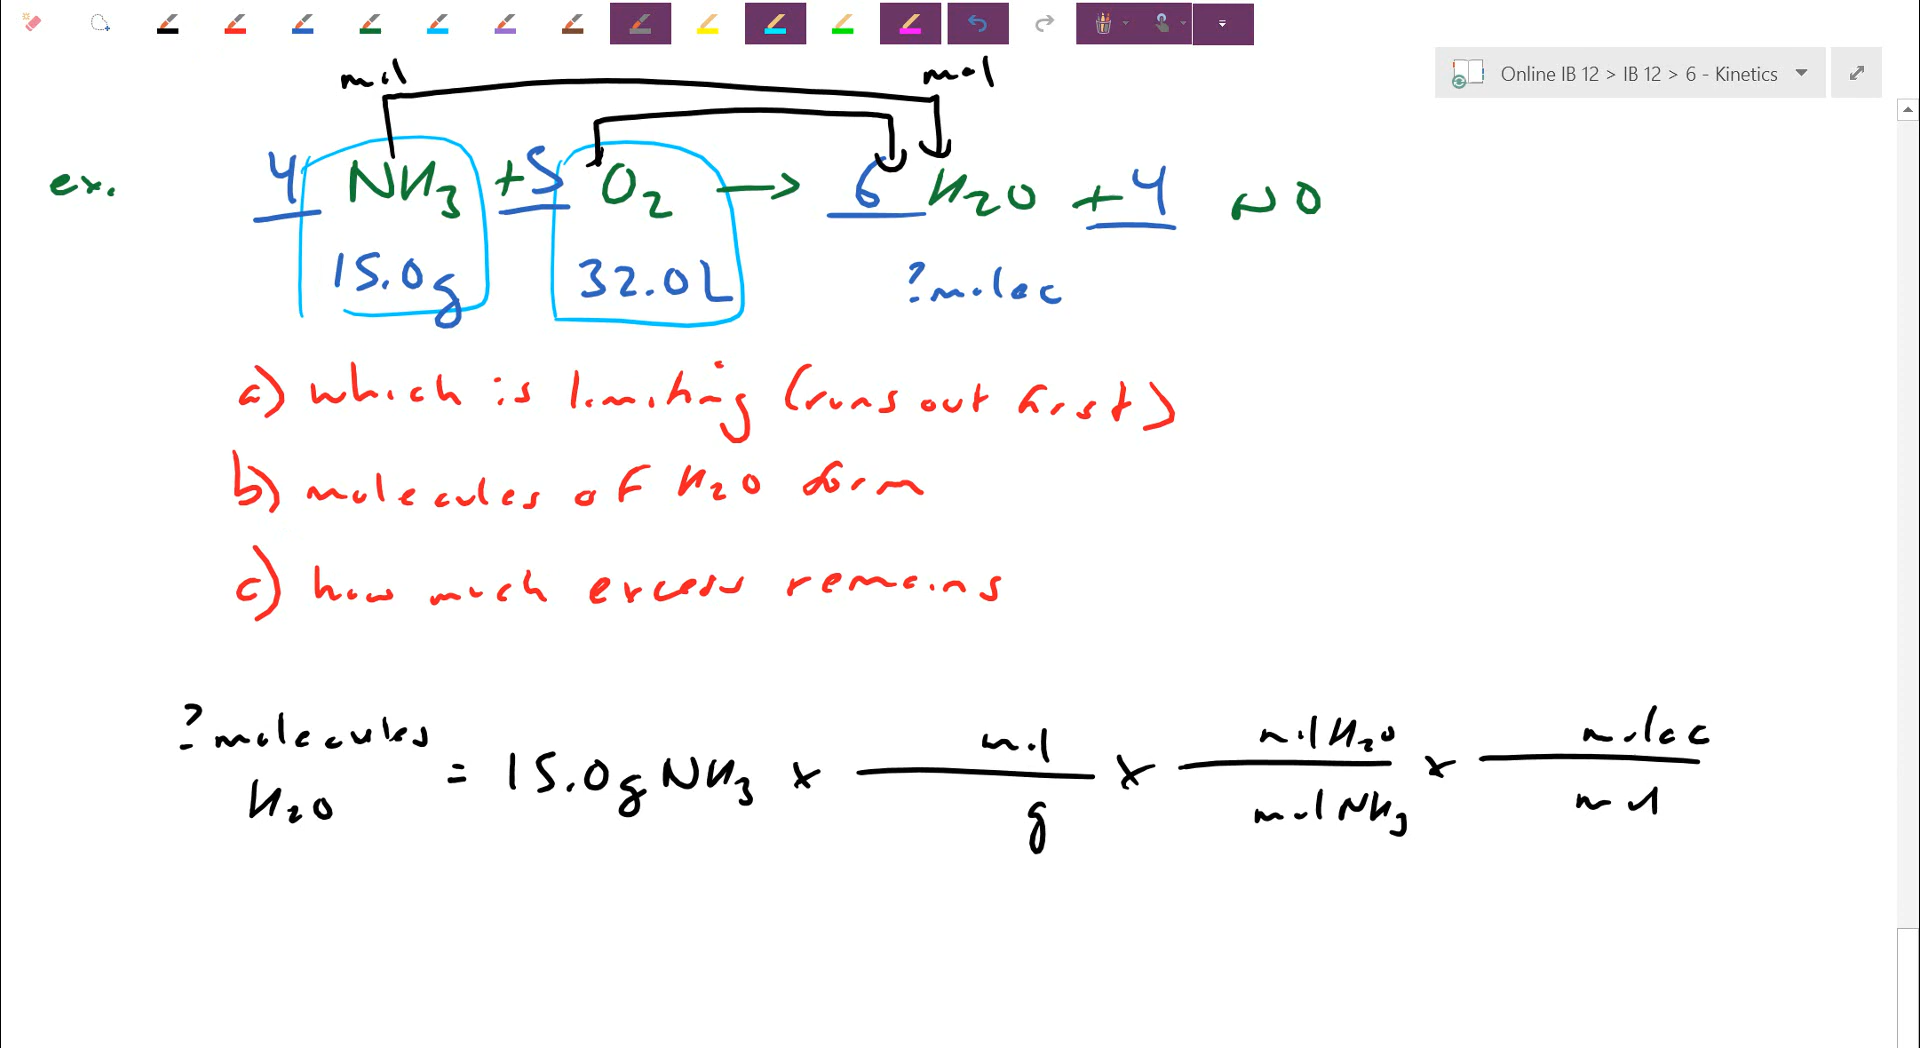 Online IB 12 > IB 12 > 6 - Kinetics
mol mol
ex. 4 NH3 + 5 O2 → 6 H2O + 4 NO
15.0g 32.0L ? molec
a) which is limiting (runs out first)
b) molecules of H2O form
c) how much excess remains
? molecules H2O = 15.0g NH3 x mol / g x mol H2O / mol NH3 x molec / mol